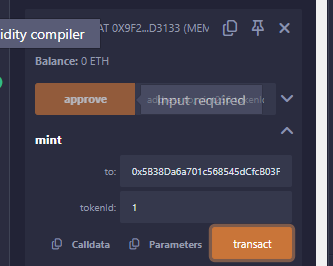 idity compiler
AT 0X9F2...D3133 (MEM
Balance: 0 ETH
approve
Input required
mint
to:
0x5B38Da6a701c568545dCfcB03F
tokenId:
1
Calldata
Parameters
transact